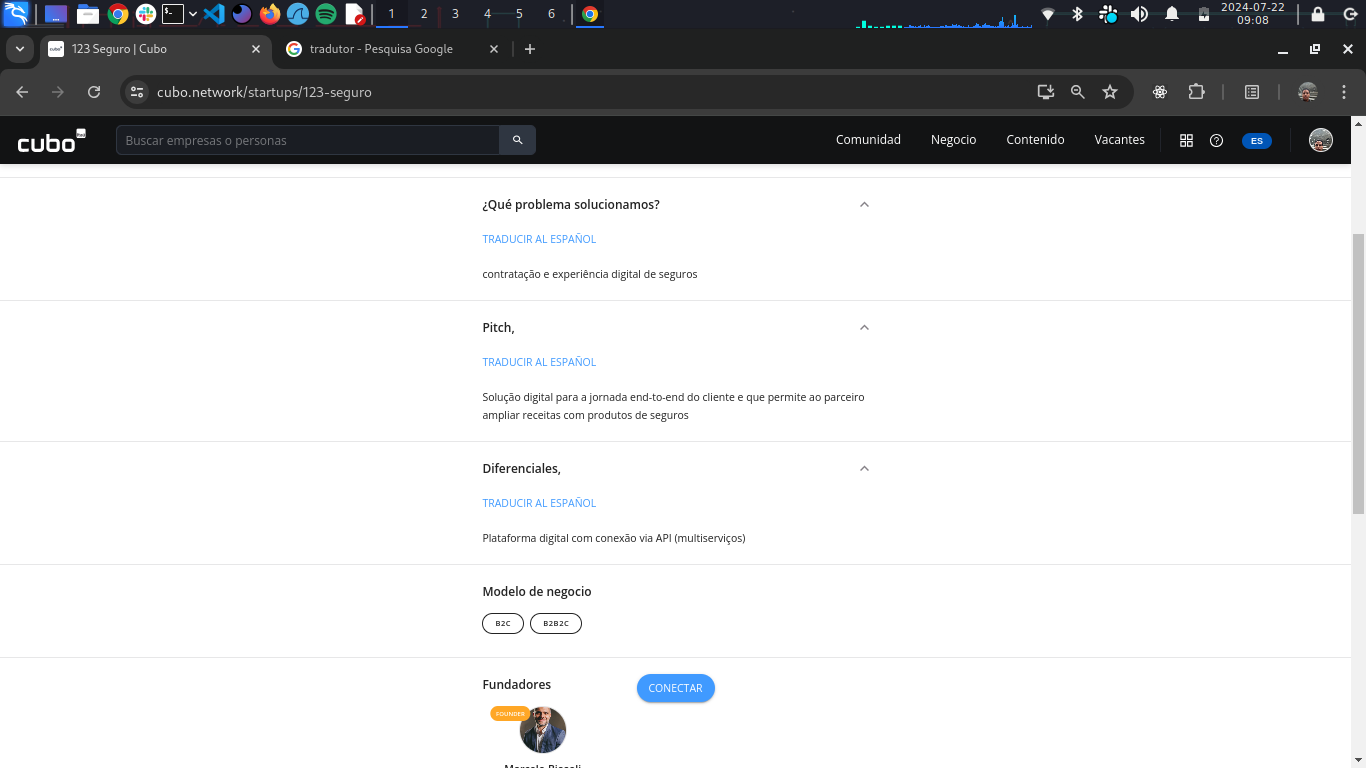 1
2
3
4
5
6
2024-07-22
09:08
123 Seguro | Cubo
tradutor - Pesquisa Google
cubo.network/startups/123-seguro
cubo
Buscar empresas o personas
Comunidad
Negocio
Contenido
Vacantes
ES
¿Qué problema solucionamos?
TRADUCIR AL ESPAÑOL
contratação e experiência digital de seguros
Pitch,
TRADUCIR AL ESPAÑOL
Solução digital para a jornada end-to-end do cliente e que permite ao parceiro
ampliar receitas com produtos de seguros
Diferenciales,
TRADUCIR AL ESPAÑOL
Plataforma digital com conexão via API (multiserviços)
Modelo de negocio
B2C
B2B2C
Fundadores
CONECTAR
FOUNDER